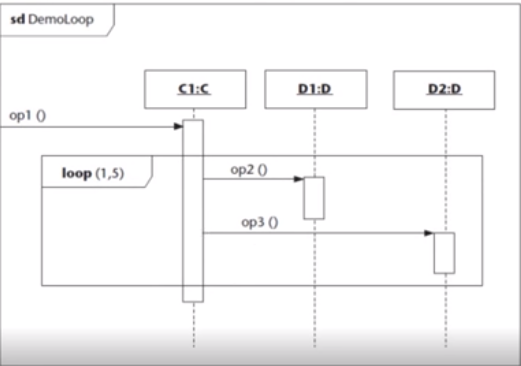 sd DemoLoop
C1:C
D1:D
D2:D
op1 ()
loop (1,5)
op2 ()
op3 ()